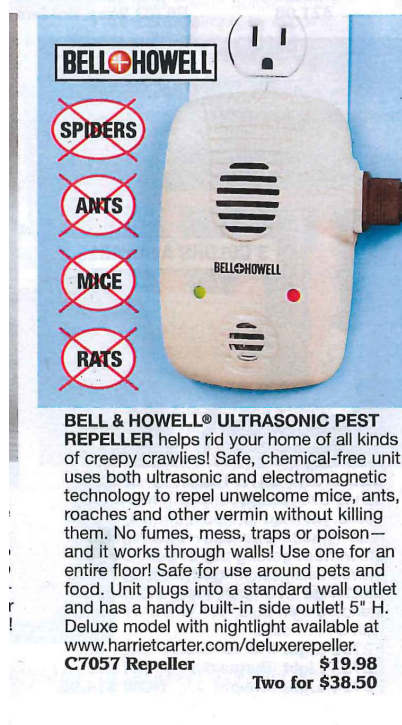 BELL+HOWELL
SPIDERS
ANTS
MICE
RATS
BELL+HOWELL
BELL & HOWELL® ULTRASONIC PEST
REPELLER helps rid your home of all kinds
of creepy crawlies! Safe, chemical-free unit
uses both ultrasonic and electromagnetic
technology to repel unwelcome mice, ants,
roaches and other vermin without killing
them. No fumes, mess, traps or poison—
and it works through walls! Use one for an
entire floor! Safe for use around pets and
food. Unit plugs into a standard wall outlet
and has a handy built-in side outlet! 5" H.
Deluxe model with nightlight available at
www.harrietcarter.com/deluxerepeller.
C7057 Repeller $19.98
Two for $38.50